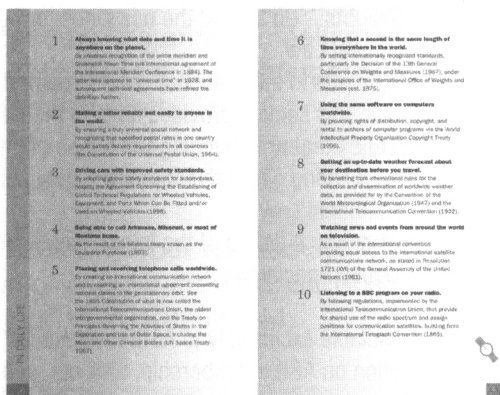 1
Always knowing what date and time it is
anywhere on the planet.
By universal recognition of the prime meridian and
Greenwich Mean Time (via international agreement of
the International Meridian Conference in 1884). The
latter was updated to "universal time" in 1928, and
subsequent technical agreements have refined the
definition further.
2
Mailing a letter reliably and easily to anyone in
the world.
By ensuring a truly universal postal network and
recognizing that specified postal rates in one country
would satisfy delivery requirements in all countries
(the Constitution of the Universal Postal Union, 1964).
3
Driving cars with improved safety standards.
By adopting global safety standards for automobiles,
the Agreement Concerning the Establishing of
Global Technical Regulations for Wheeled Vehicles,
Equipment, and Parts Which Can Be Fitted and/or
Used on Wheeled Vehicles (1998).
4
Being able to call Arkansas, Missouri, or most of
Montana home.
As the result of the bilateral treaty known as the
Louisiana Purchase (1803).
5
Placing and receiving telephone calls worldwide.
By creating an international communication network
and by reaching an international agreement preventing
national claims to the geostationary orbit. See
the 1865 Constitution of what is now called the
International Telecommunications Union, the oldest
intergovernmental organization, and the Treaty on
Principles Governing the Activities of States in the
Exploration and Use of Outer Space, Including the
Moon and Other Celestial Bodies (UN Space Treaty,
1967).
6
Knowing that a second is the same length of
time everywhere in the world.
By setting internationally recognized standards,
particularly the Decision of the 13th General
Conference on Weights and Measures (1967), under
the auspices of the International Office of Weights and
Measures (est. 1875).
7
Using the same software on computers
worldwide.
By providing rights of distribution, copyright, and
rental to authors of computer programs via the World
Intellectual Property Organization Copyright Treaty
(1996).
8
Getting an up-to-date weather forecast about
your destination before you travel.
By benefiting from international rules for the
collection and dissemination of worldwide weather
data, as provided for by the Convention of the
World Meteorological Organization (1947) and the
International Telecommunication Convention (1932).
9
Watching news and events from around the world
on television.
As a result of the international convention
providing equal access to the international satellite
communications network, as stated in Resolution
1721 (XVI) of the General Assembly of the United
Nations (1961).
10
Listening to a BBC program on your radio.
By following regulations, implemented by the
International Telecommunication Union, that provide
for shared use of the radio spectrum and assign
positions for communication satellites, building from
the International Telegraph Convention (1865).